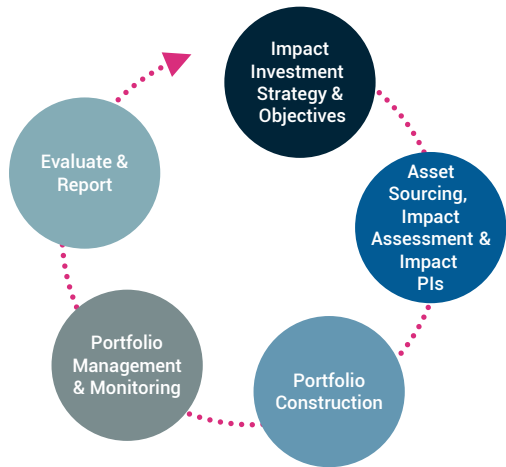 Impact
Investment
Strategy &
Objectives
Asset
Sourcing,
Impact
Assessment &
Impact
PIs
Portfolio
Construction
Portfolio
Management
& Monitoring
Evaluate &
Report